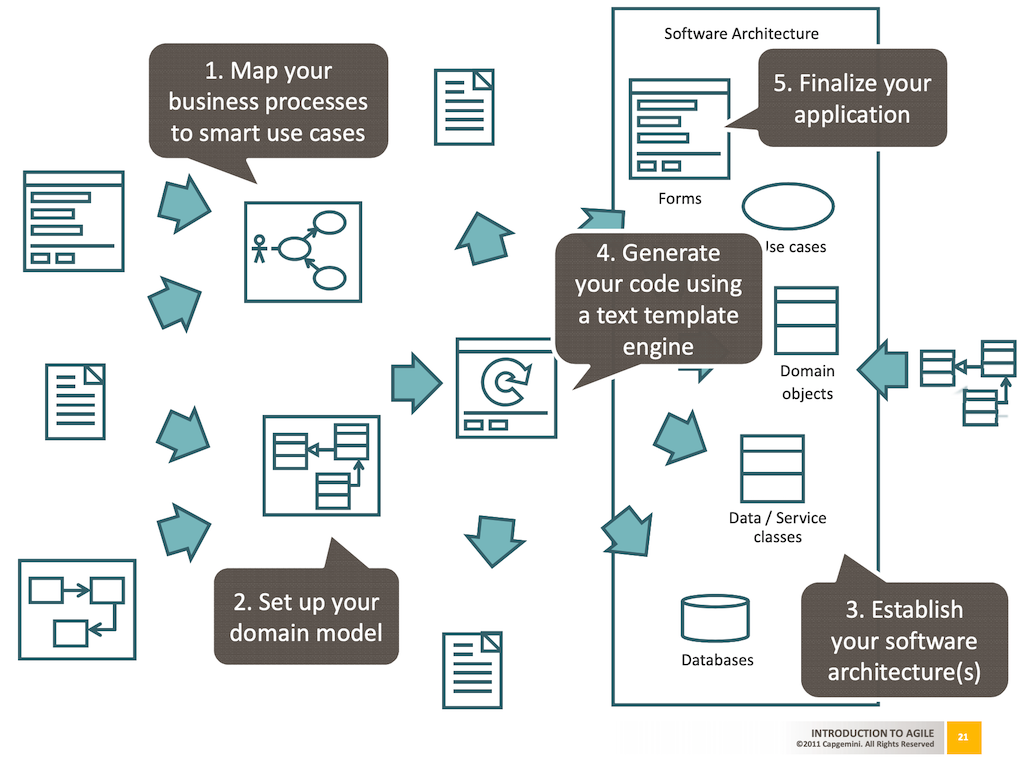 Software Architecture
1. Map your
business processes
to smart use cases
5. Finalize your
application
Forms
Use cases
4. Generate
your code using
a text template
engine
Domain
objects
Data / Service
classes
2. Set up your
domain model
3. Establish
your software
architecture(s)
Databases
INTRODUCTION TO AGILE
©2011 Capgemini. All Rights Reserved
21